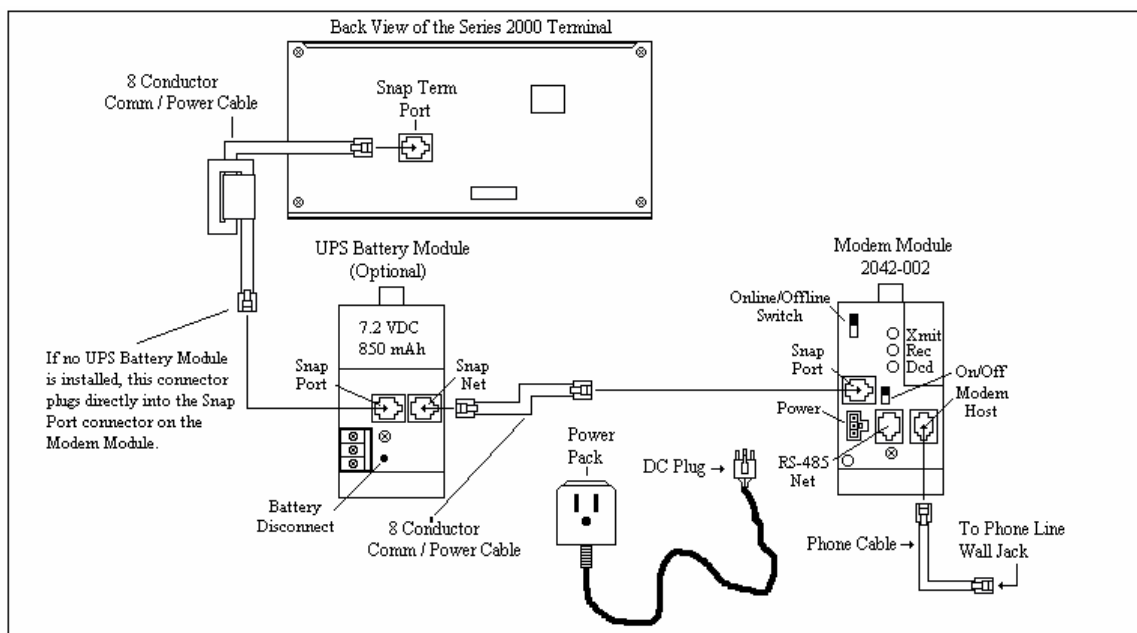 Back View of the Series 2000 Terminal
8 Conductor
Comm / Power Cable
Snap Term
Port
UPS Battery Module
(Optional)
Modem Module
2042-002
Online/Offline
Switch
7.2 VDC
850 mAh
Xmit
Rec
Dcd
If no UPS Battery Module
is installed, this connector
plugs directly into the Snap
Port connector on the
Modem Module.
Snap
Port
Snap
Net
Snap
Port
On/Off
Modem
Host
Power
Power
Pack
DC Plug
RS-485
Net
Battery
Disconnect
8 Conductor
Comm / Power Cable
Phone Cable
To Phone Line
Wall Jack